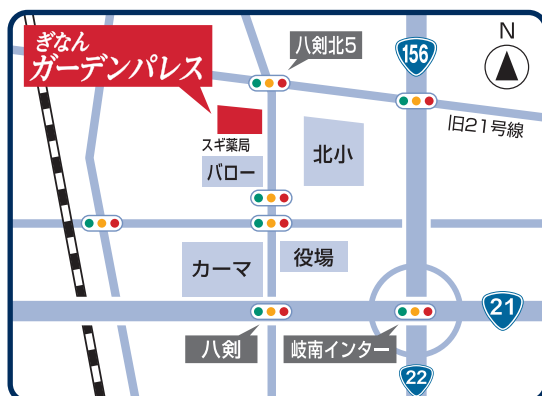 ぎなん
ガーデンパレス
八剣北5
156
N
旧21号線
スギ薬局
バロー
北小
カーマ
役場
21
八剣
岐南インター
22